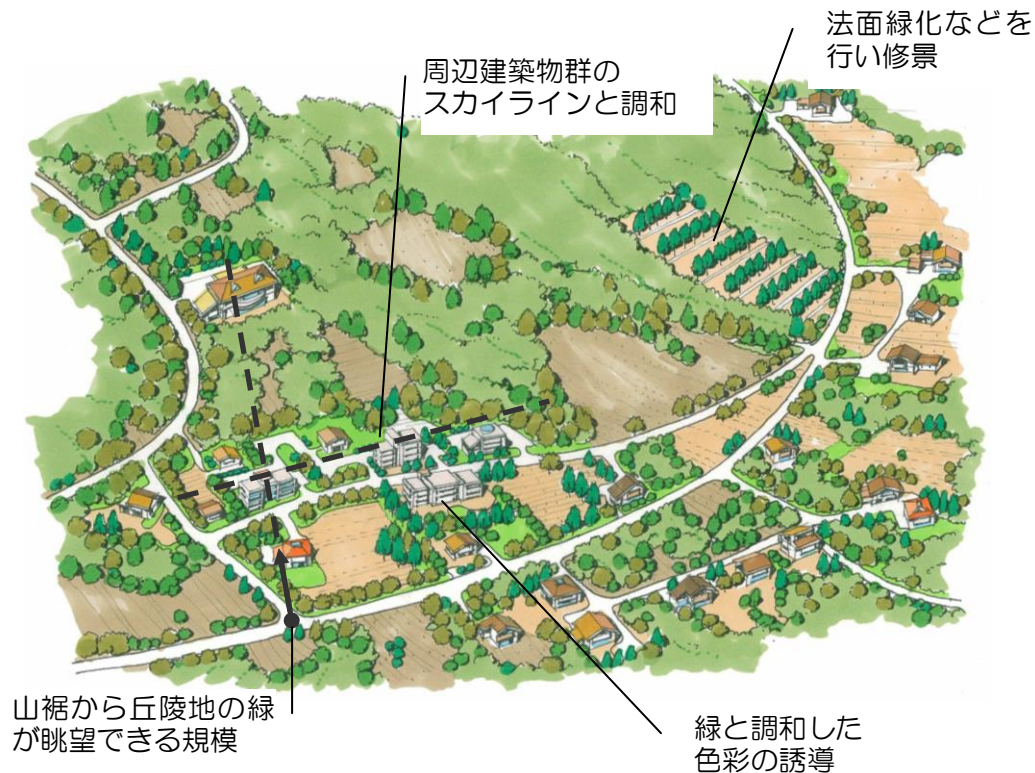 法面緑化などを
行い修景
周辺建築物群の
スカイラインと調和
山裾から丘陵地の緑
が眺望できる規模
緑と調和した
色彩の誘導